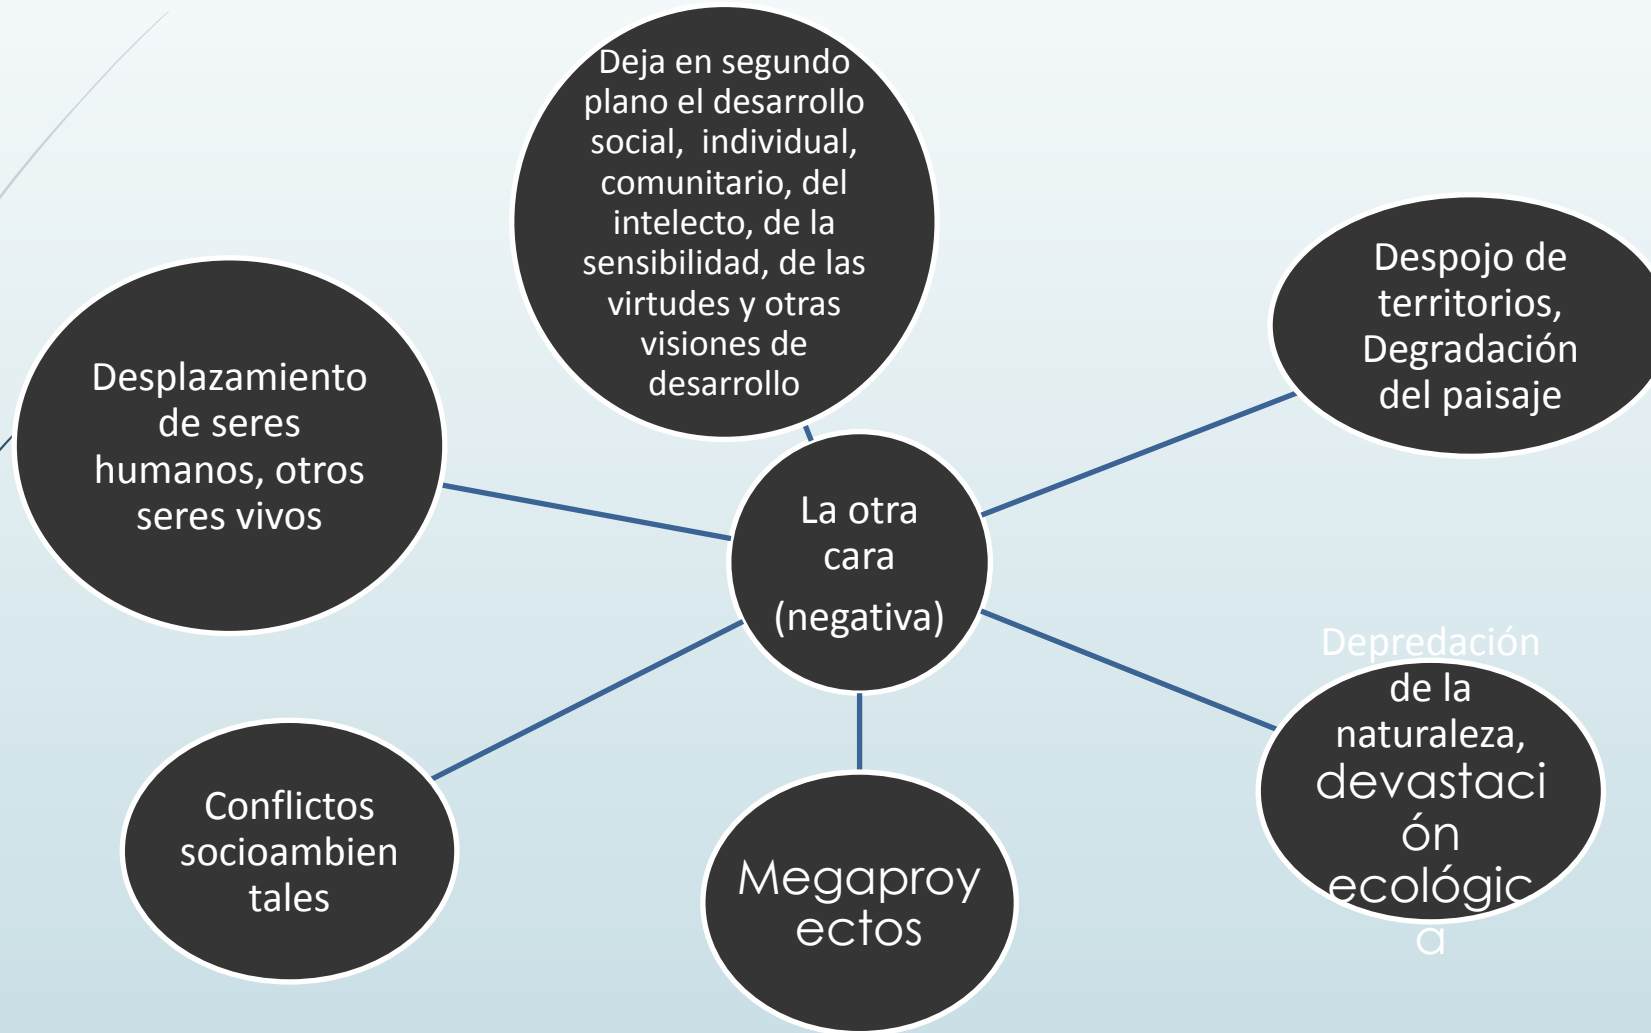 Deja en segundo
plano el desarrollo
social, individual,
comunitario, del
intelecto, de la
sensibilidad, de las
virtudes y otras
visiones de
desarrollo
Despojo de
territorios,
Degradación
del paisaje
Desplazamiento
de seres
humanos, otros
seres vivos
La otra
cara
(negativa)
Depredación
de la
naturaleza,
devastaci
ón
ecológic
a
Conflictos
socioambien
tales
Megaproy
ectos